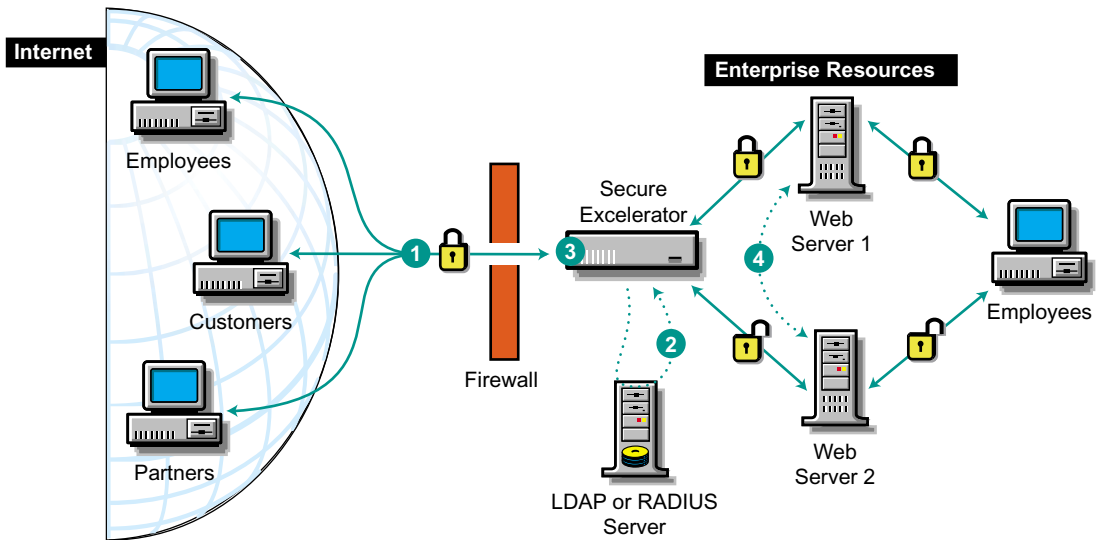 Internet
Employees
Customers
Partners
1
Firewall
Secure
Excelerator
3
2
LDAP or RADIUS
Server
Enterprise Resources
Web
Server 1
4
Web
Server 2
Employees